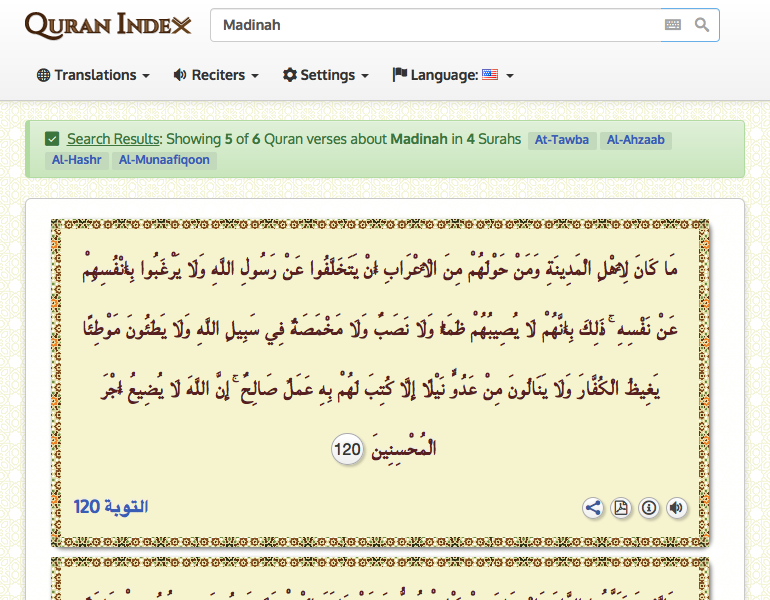 QURAN INDEX
Madinah
Translations
Reciters
Settings
Language:
Search Results: Showing 5 of 6 Quran verses about Madinah in 4 Surahs At-Tawba Al-Ahzaab
Al-Hashr Al-Munaafiqoon
مَا كَانَ لِأَهْلِ الْمَدِينَةِ وَمَنْ حَوْلَهُمْ مِنَ الْأَعْرَابِ أَنْ يَتَخَلَّفُوا عَنْ رَسُولِ اللَّهِ وَلَا يَرْغَبُوا بِأَنْفُسِهِمْ
عَنْ نَفْسِهِ ۚ ذَٰلِكَ بِأَنَّهُمْ لَا يُصِيبُهُمْ ظَمَأٌ وَلَا نَصَبٌ وَلَا مَخْمَصَةٌ فِي سَبِيلِ اللَّهِ وَلَا يَطَئُونَ مَوْطِئًا
يَغِيظُ الْكُفَّارَ وَلَا يَنَالُونَ مِنْ عَدُوٍّ نَيْلًا إِلَّا كُتِبَ لَهُمْ بِهِ عَمَلٌ صَالِحٌ ۚ إِنَّ اللَّهَ لَا يُضِيعُ أَجْرَ
الْمُحْسِنِينَ 120
التوبة 120